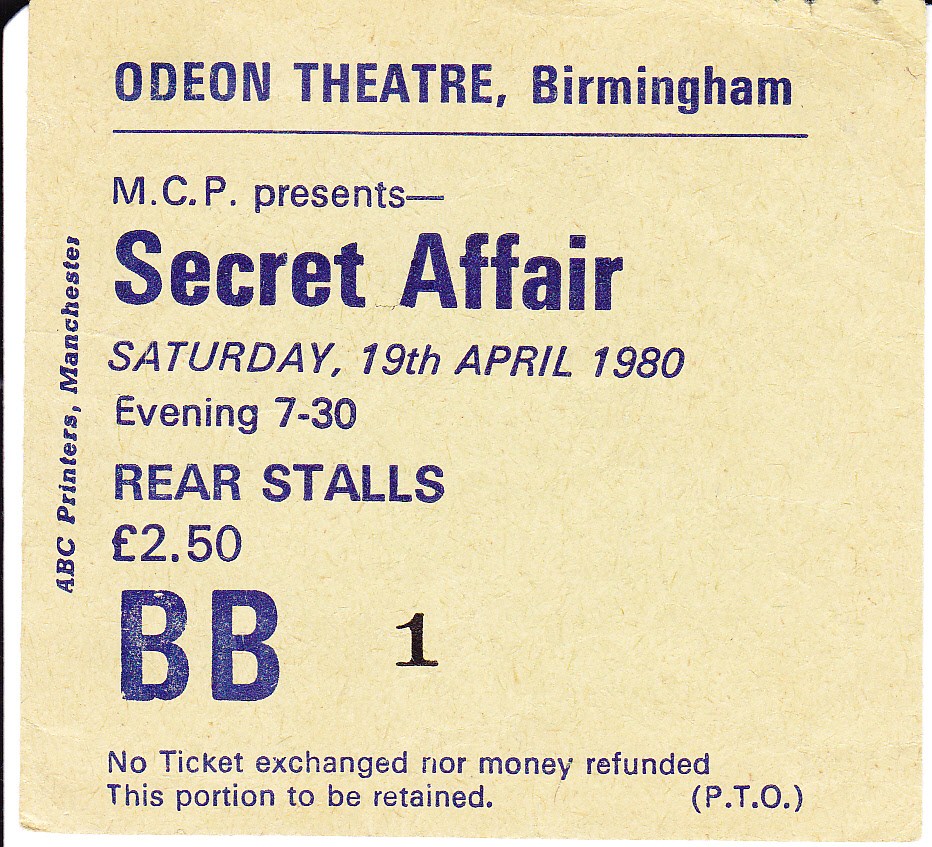 ODEON THEATRE, Birmingham
M.C.P. presents—
Secret Affair
SATURDAY, 19th APRIL 1980
Evening 7-30
REAR STALLS
£2.50
BB 1
No Ticket exchanged nor money refunded
This portion to be retained. (P.T.O.)
ABC Printers, Manchester